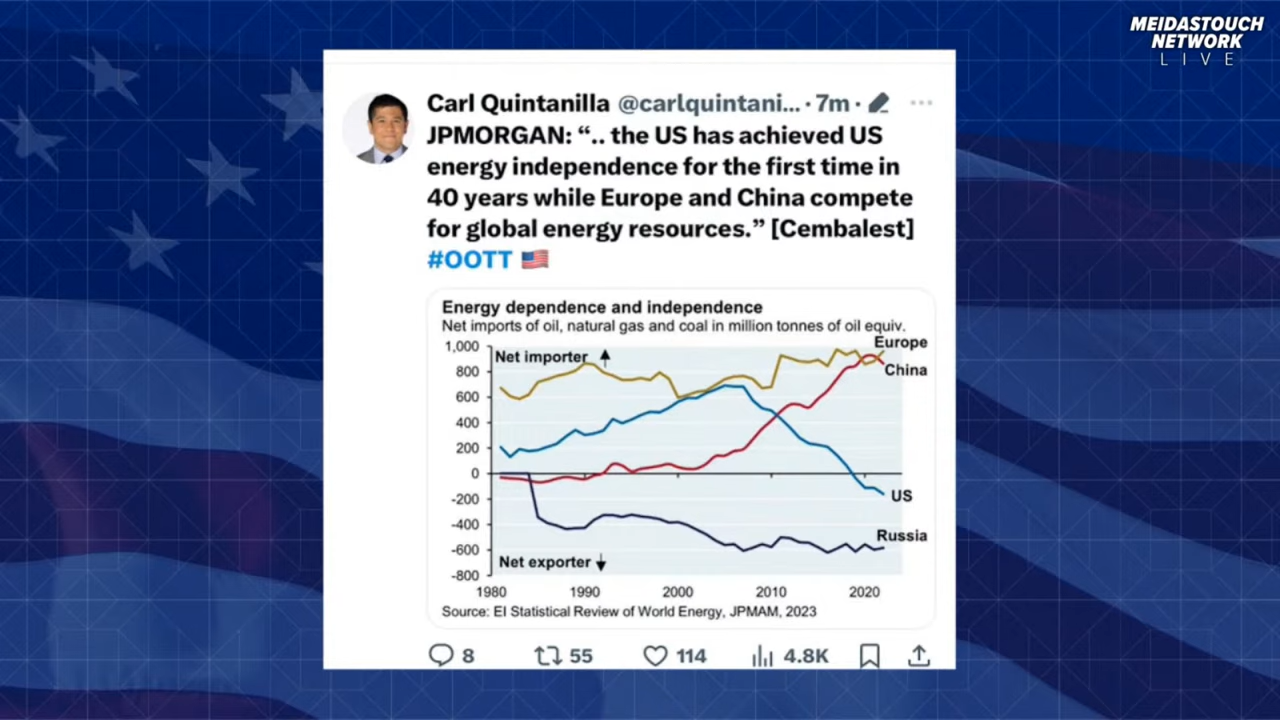 MEIDASTOUCH
NETWORK
LIVE
Carl Quintanilla @carlquintani... · 7m ·
JPMORGAN: “.. the US has achieved US
energy independence for the first time in
40 years while Europe and China compete
for global energy resources.” [Cembalest]
#OOTT
Energy dependence and independence
Net imports of oil, natural gas and coal in million tonnes of oil equiv.
1,000
800
600
400
200
0
-200
-400
-600
-800
Net importer
Europe
China
US
Russia
Net exporter
1980 1990 2000 2010 2020
Source: EI Statistical Review of World Energy, JPMAM, 2023
8 55 114 4.8K